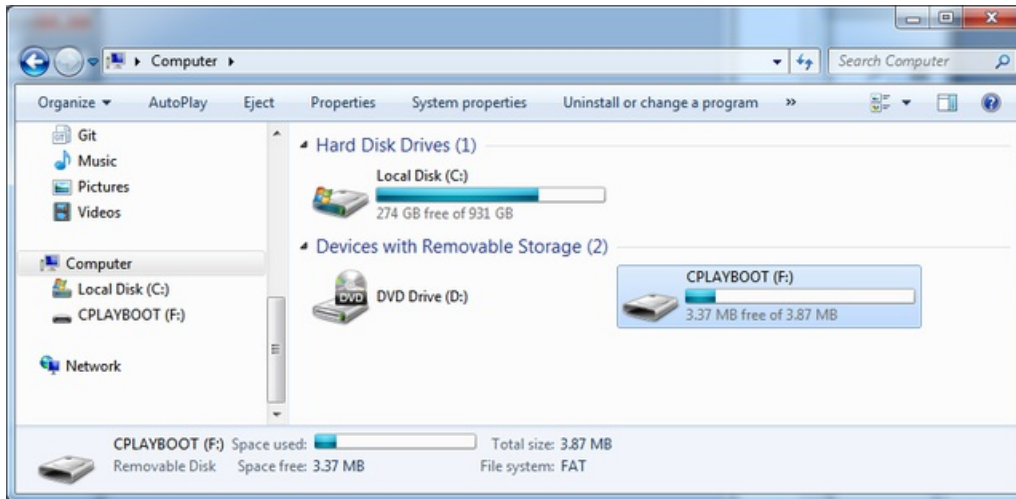 Computer
Search Computer
Organize AutoPlay Eject Properties System properties Uninstall or change a program »
Git
Music
Pictures
Videos
Computer
Local Disk (C:)
CPLAYBOOT (F:)
Network
Hard Disk Drives (1)
Local Disk (C:)
274 GB free of 931 GB
Devices with Removable Storage (2)
DVD
DVD Drive (D:)
CPLAYBOOT (F:)
3.37 MB free of 3.87 MB
CPLAYBOOT (F:) Space used: Total size: 3.87 MB
Removable Disk Space free: 3.37 MB File system: FAT